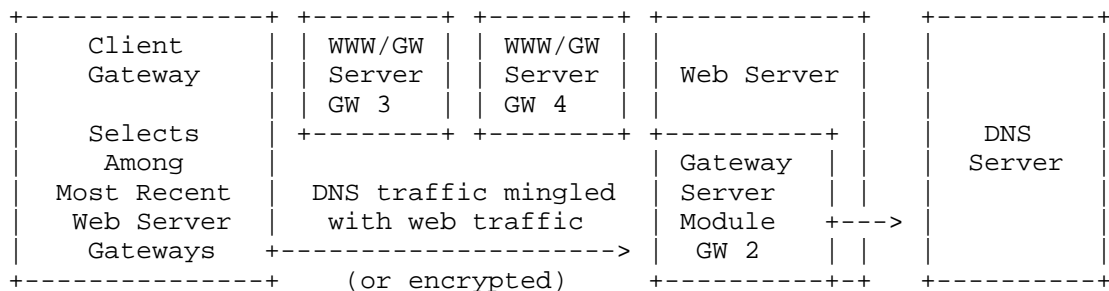 +---------------+ +--------+ +--------+ +------------+   +----------+
|    Client     | | WWW/GW | | WWW/GW | |            |   |          |
|    Gateway    | | Server | | Server | | Web Server |   |          |
|               | | GW 3   | | GW 4   | |            |   |          |
|    Selects    | +--------+ +--------+ +----------+ |   |   DNS    |
|     Among     |                       | Gateway  | |   |  Server  |
|  Most Recent  |  DNS traffic mingled  | Server   | |   |          |
|   Web Server  |   with web traffic    | Module   +---> |          |
|    Gateways   +---------------------> |  GW 2    | |   |          |
+---------------+    (or encrypted)     +----------+-+   +----------+